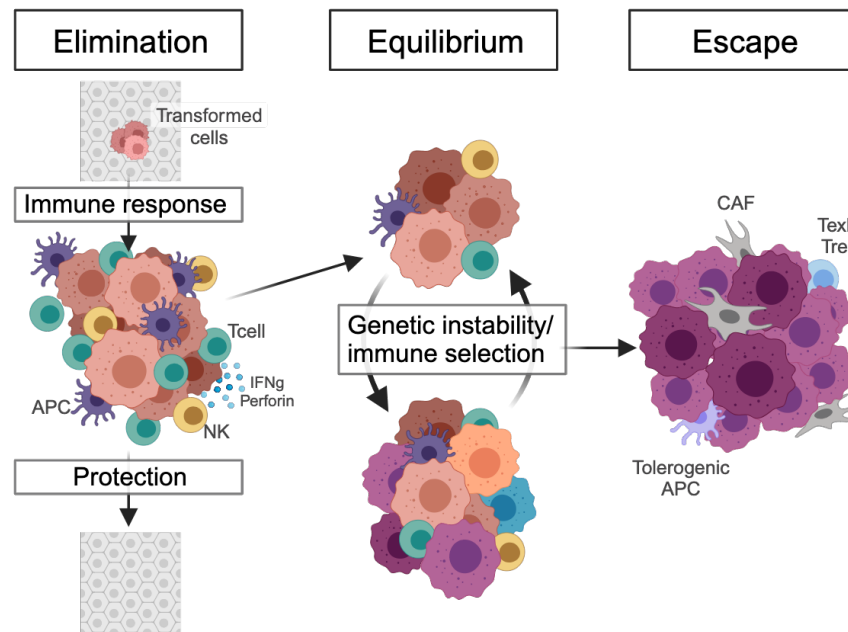 Elimination
Equilibrium
Escape
Transformed
cells
Immune response
Tcell
IFNg
Perforin
APC
NK
Protection
Genetic instability/
immune selection
CAF
Tolerogenic
APC